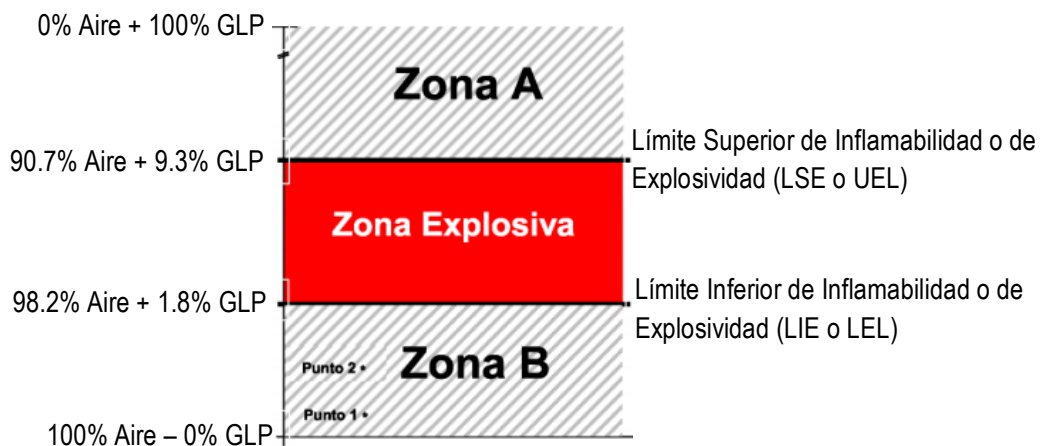 0% Aire + 100% GLP
Zona A
90.7% Aire + 9.3% GLP
Límite Superior de Inflamabilidad o de
Explosividad (LSE o UEL)
Zona Explosiva
98.2% Aire + 1.8% GLP
Límite Inferior de Inflamabilidad o de
Explosividad (LIE o LEL)
Zona B
Punto 2
Punto 1
100% Aire – 0% GLP